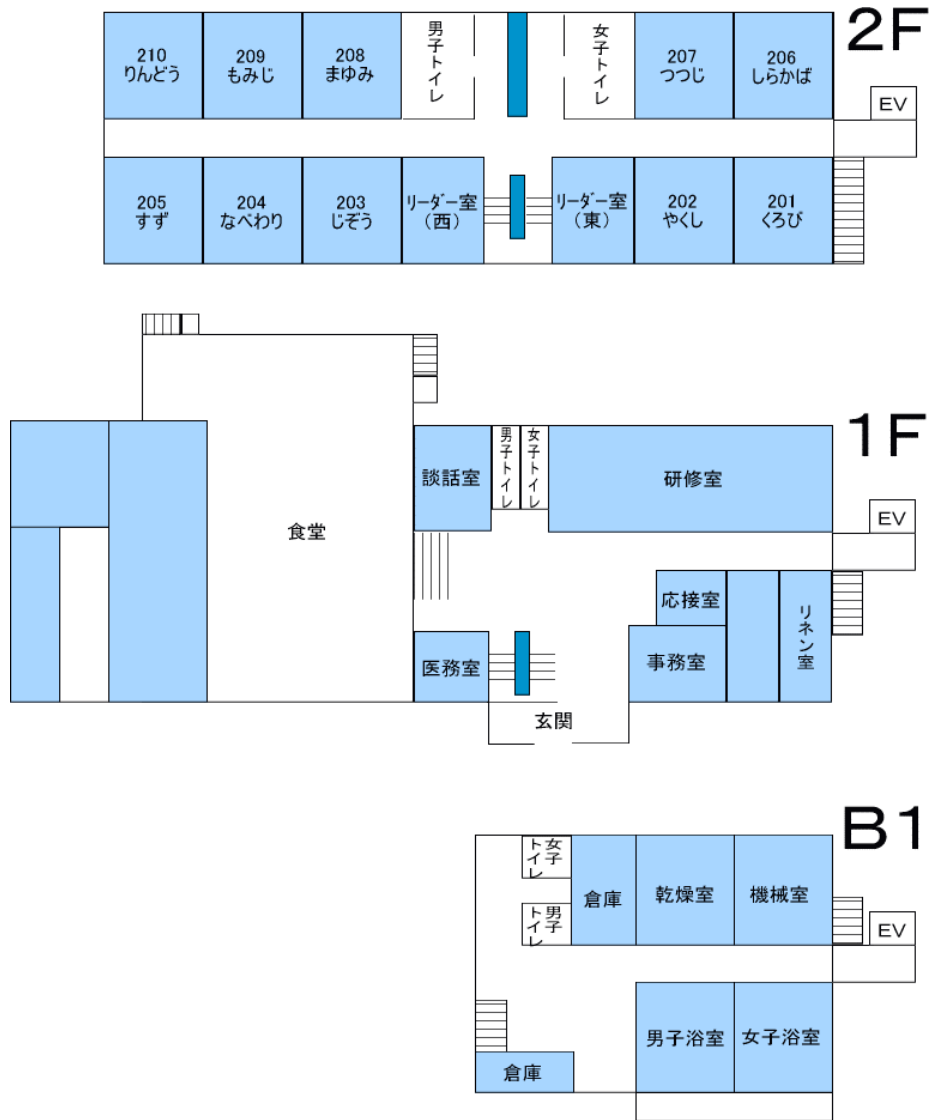 2F
210
りんどう
209
もみじ
208
まゆみ
男子トイレ
女子トイレ
207
つつじ
206
しらかば
EV
205
すず
204
なべわり
203
じぞう
リーダー室
（西）
リーダー室
（東）
202
やくし
201
くろび
1F
談話室
男子トイレ
女子トイレ
研修室
食堂
EV
応接室
リネン室
医務室
事務室
玄関
B1
女子
トイレ
倉庫
乾燥室
機械室
男子
トイレ
EV
男子浴室
女子浴室
倉庫